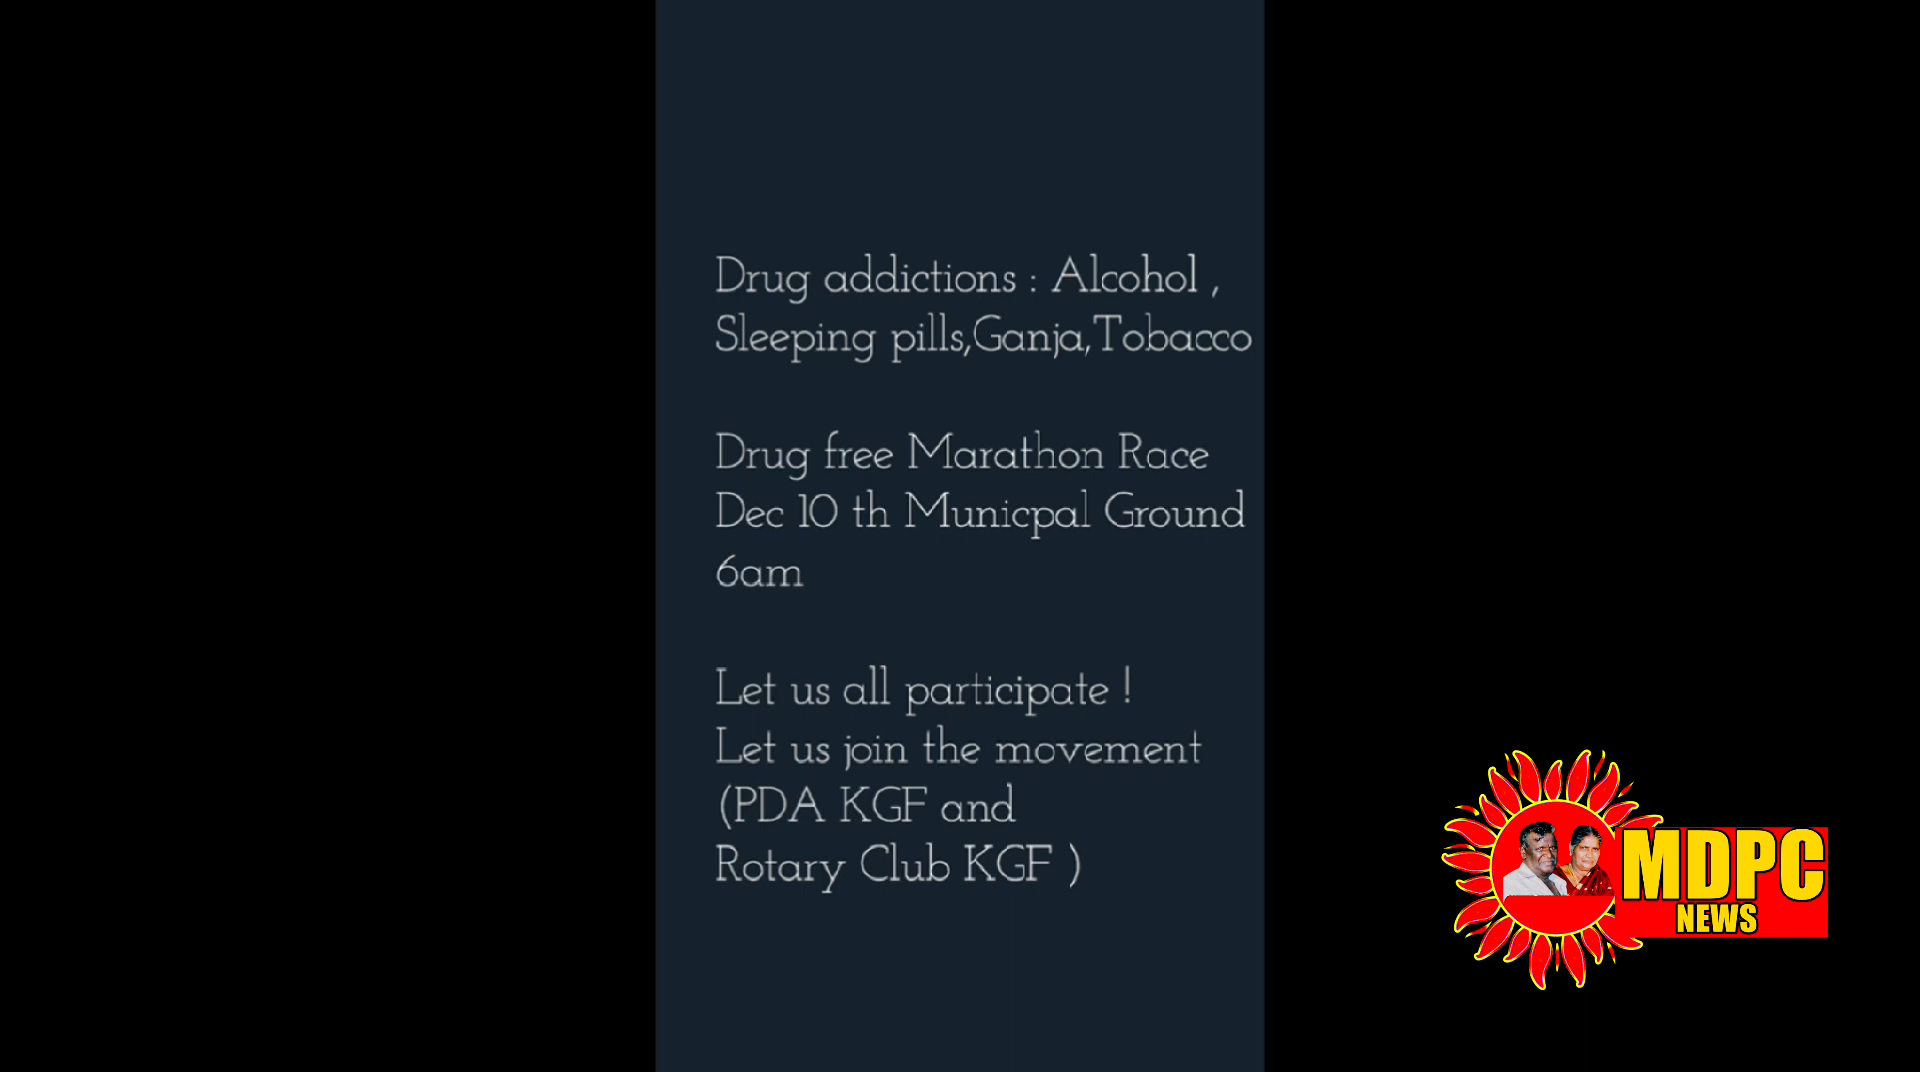 Drug addictions : Alcohol ,
Sleeping pills,Ganja,Tobacco
Drug free Marathon Race
Dec 10 th Municpal Ground
6am
Let us all participate !
Let us join the movement
(PDA KGF and
Rotary Club KGF )
MDPC
NEWS